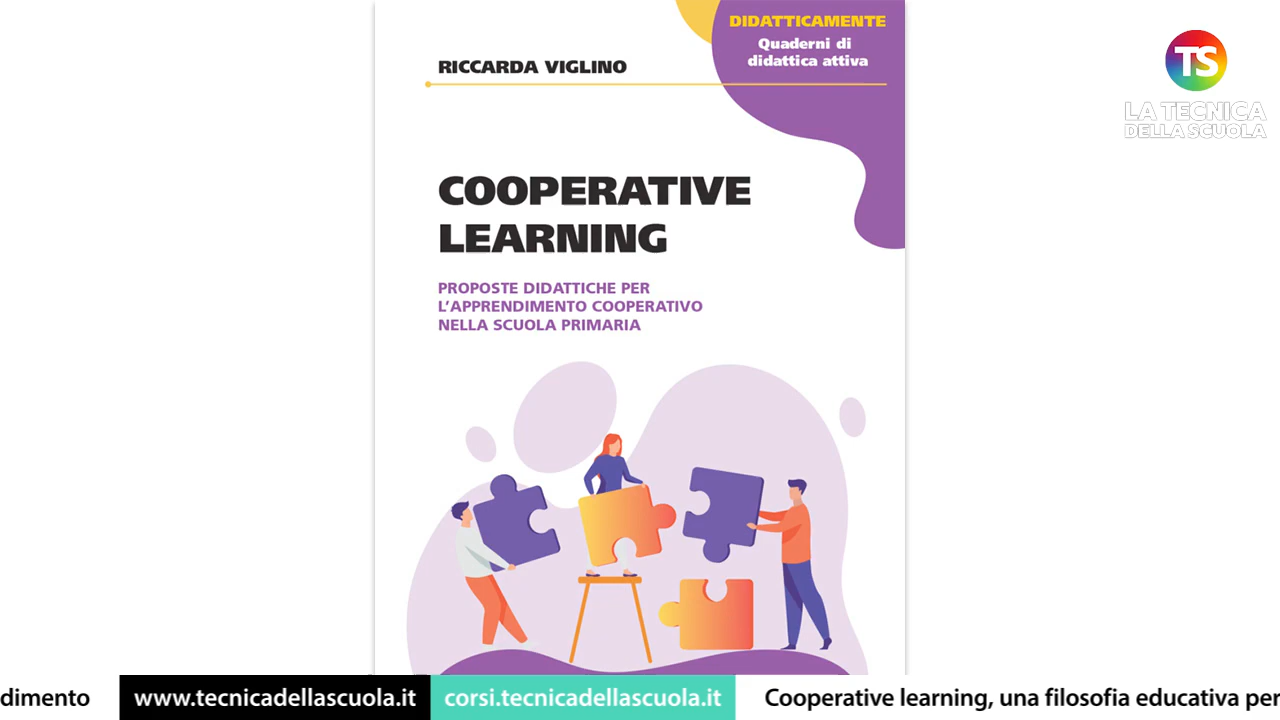 DIDATTICAMENTE
Quaderni di
didattica attiva
RICCARDA VIGLINO
TS
LA TECNICA
DELLA SCUOLA
COOPERATIVE
LEARNING
PROPOSTE DIDATTICHE PER
L'APPRENDIMENTO COOPERATIVO
NELLA SCUOLA PRIMARIA
dimento www.tecnicadellascuola.it corsi.tecnicadellascuola.it Cooperative learning, una filosofia educativa per